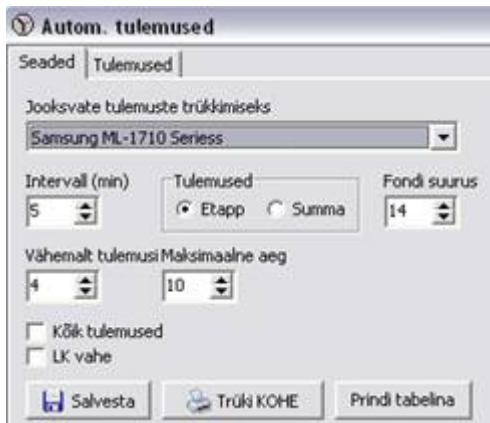 Autom. tulemused
Seaded Tulemused
Jooksvate tulemuste trükkimiseks
Samsung ML-1710 Seriess
Intervall (min) Tulemused Fondi suurus
5 Etapp Summa 14
Vähemalt tulemusi Maksimaalne aeg
4 10
Kõik tulemused
LK vahe
Salvesta Trüki KOHE Prindi tabelina